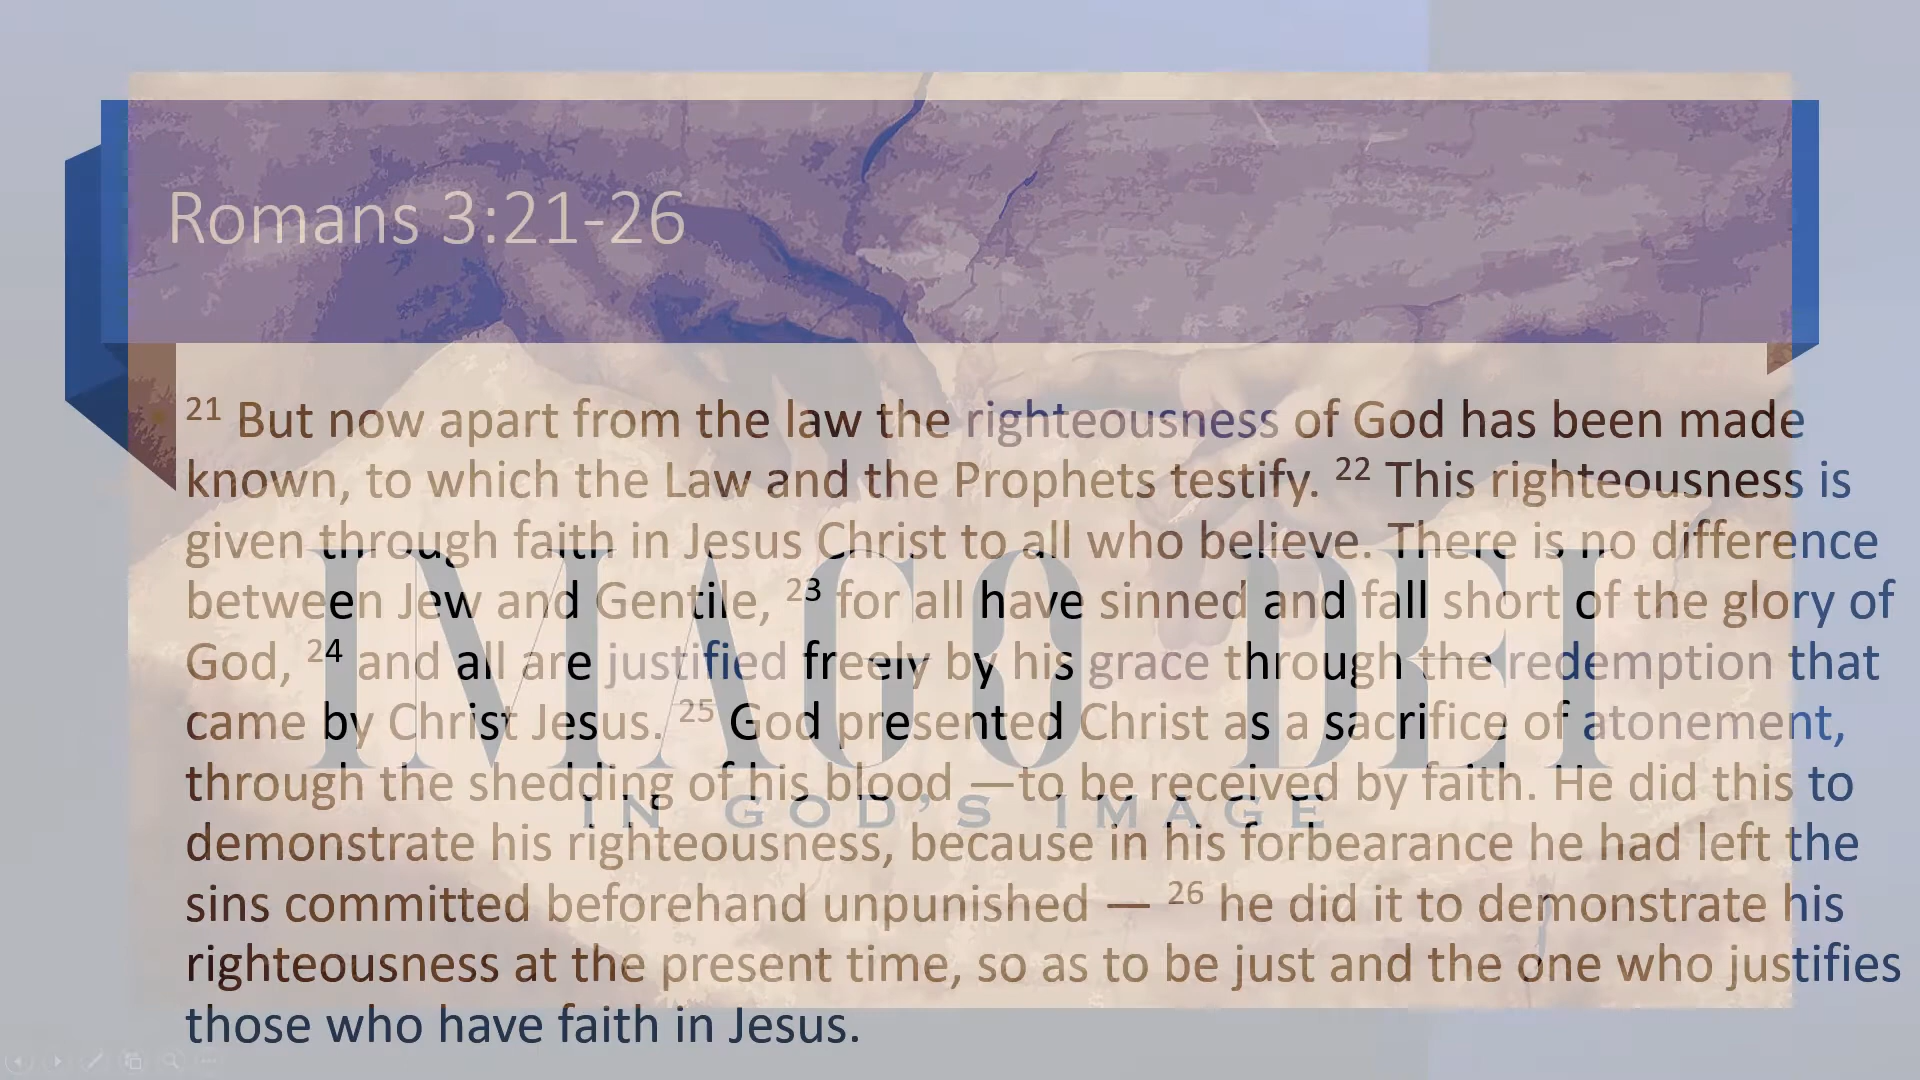 Romans 3:21-26
21 But now apart from the law the righteousness of God has been made
known, to which the Law and the Prophets testify. 22 This righteousness is
given through faith in Jesus Christ to all who believe. There is no difference
between Jew and Gentile, 23 for all have sinned and fall short of the glory of
God, 24 and all are justified freely by his grace through the redemption that
came by Christ Jesus. 25 God presented Christ as a sacrifice of atonement,
through the shedding of his blood —to be received by faith. He did this to
demonstrate his righteousness, because in his forbearance he had left the
sins committed beforehand unpunished — 26 he did it to demonstrate his
righteousness at the present time, so as to be just and the one who justifies
those who have faith in Jesus.
IMAGO DEI
IN GOD'S IMAGE